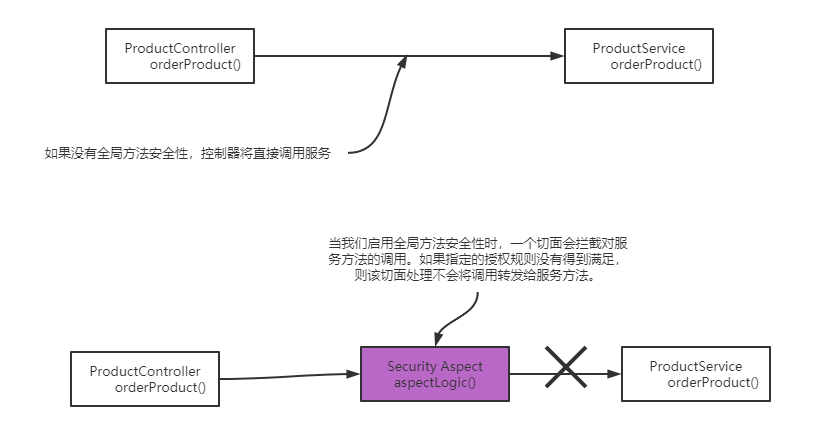 ProductController
orderProduct()
ProductService
orderProduct()
如果没有全局方法安全性，控制器将直接调用服务
当我们启用全局方法安全性时，一个切面会拦截对服
务方法的调用。如果指定的授权规则没有得到满足，
则该切面处理不会将调用转发给服务方法。
ProductController
orderProduct()
Security Aspect
aspectLogic()
ProductService
orderProduct()